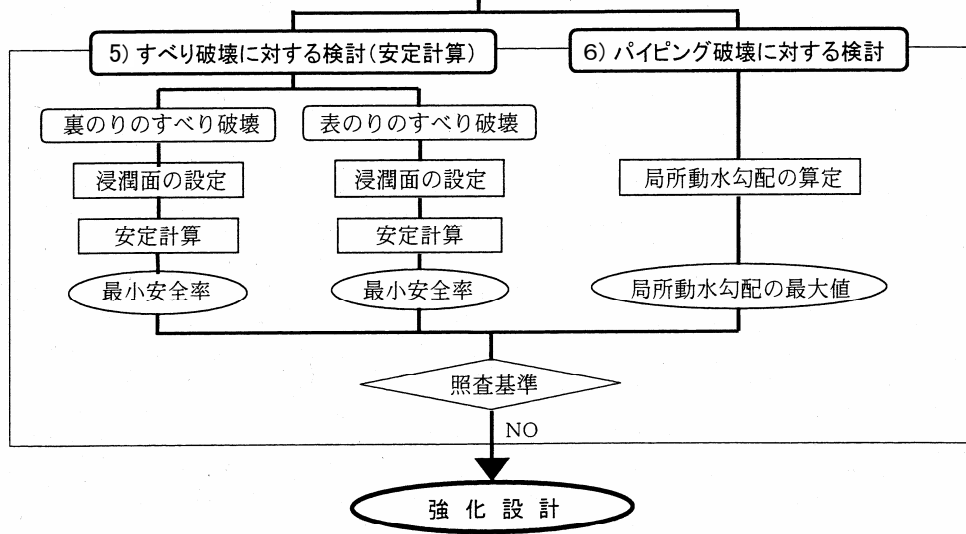 5) すべり破壊に対する検討(安定計算)
6) パイピング破壊に対する検討
裏のりのすべり破壊
表のりのすべり破壊
浸潤面の設定
浸潤面の設定
局所動水勾配の算定
安定計算
安定計算
最小安全率
最小安全率
局所動水勾配の最大値
照査基準
NO
強 化 設 計